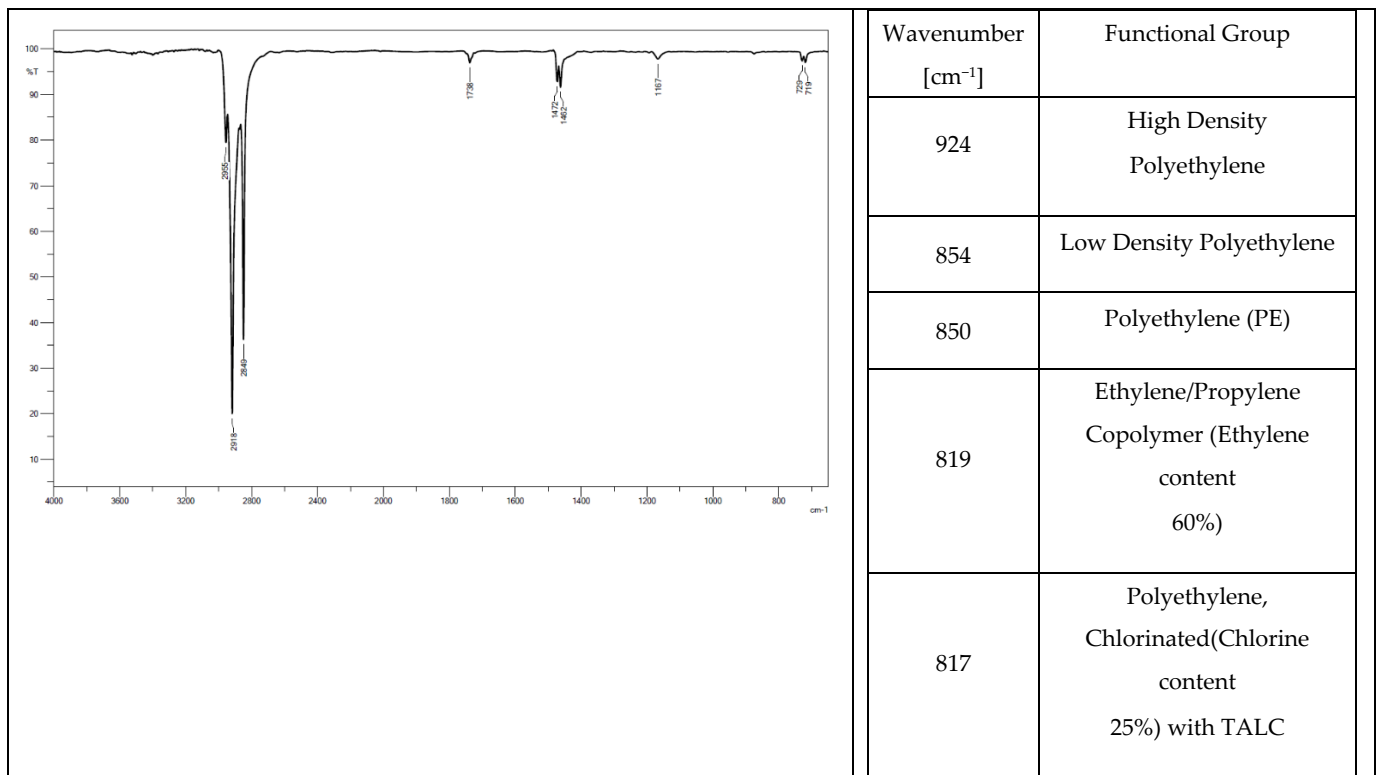 100
%T
90
80
70
60
50
40
30
20
10
4000 3600 3200 2800 2400 2000 1600 1400 1200 1000 800
cm-1
2955
2918
2849
1738
1472
1462
1167
729
719
Wavenumber
[cm⁻¹]
Functional Group
924
High Density
Polyethylene
854
Low Density Polyethylene
850
Polyethylene (PE)
819
Ethylene/Propylene
Copolymer (Ethylene
content
60%)
817
Polyethylene,
Chlorinated(Chlorine
content
25%) with TALC